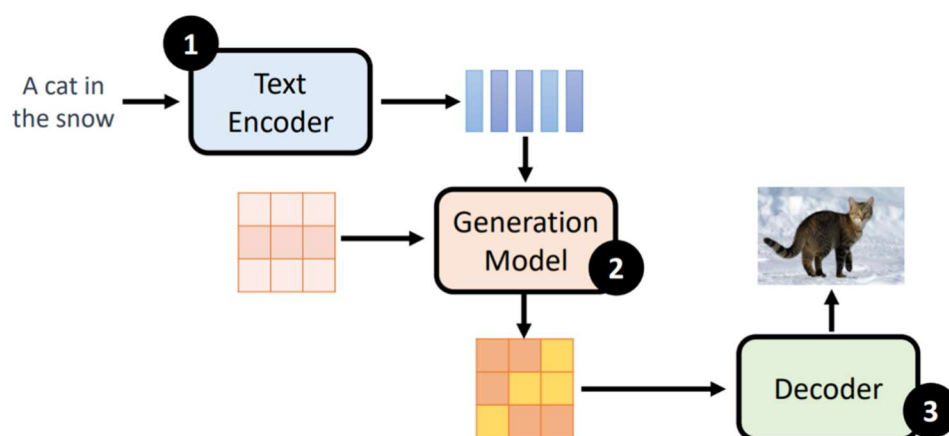 1
A cat in
the snow
Text
Encoder
Generation
Model
2
Decoder
3